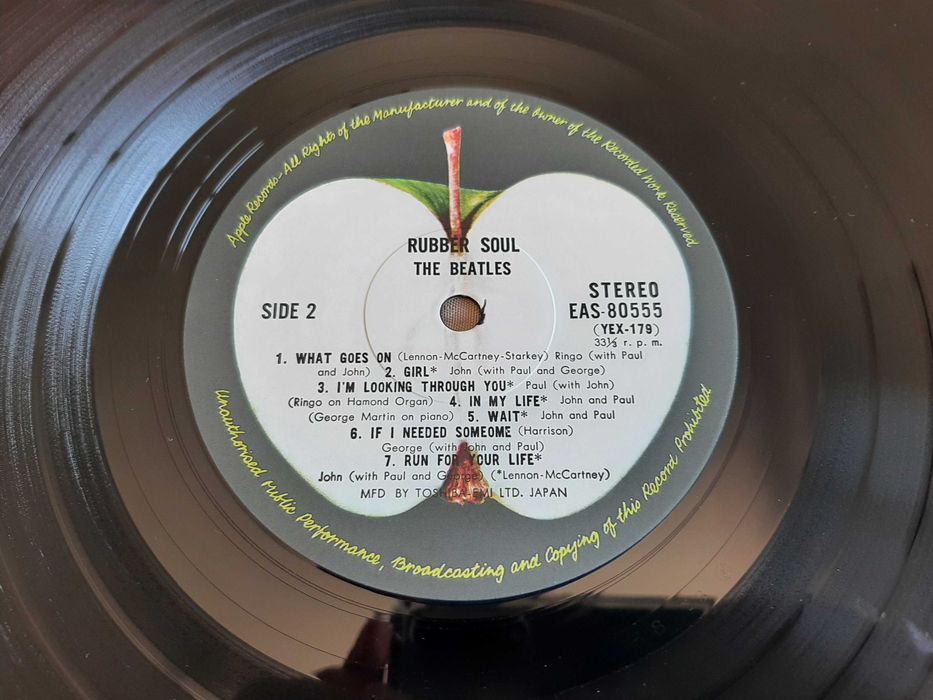 Apple Records-All Rights of the Manufacturer and of the Owner of the Recorded Work Reserved
RUBBER SOUL
THE BEATLES
SIDE 2
STEREO
EAS-80555
(YEX-179)
33⅓ r. p. m.
1. WHAT GOES ON (Lennon-McCartney-Starkey) Ringo (with Paul
and John) 2. GIRL* John (with Paul and George)
3. I'M LOOKING THROUGH YOU* Paul (with John)
(Ringo on Hamond Organ) 4. IN MY LIFE* John and Paul
(George Martin on piano) 5. WAIT* John and Paul
6. IF I NEEDED SOMEONE (Harrison)
George (with John and Paul)
7. RUN FOR YOUR LIFE*
John (with Paul and George) (*Lennon-McCartney)
MFD BY TOSHIBA-EMI LTD. JAPAN
Unauthorised Public Performance, Broadcasting and Copying of this Record Prohibited